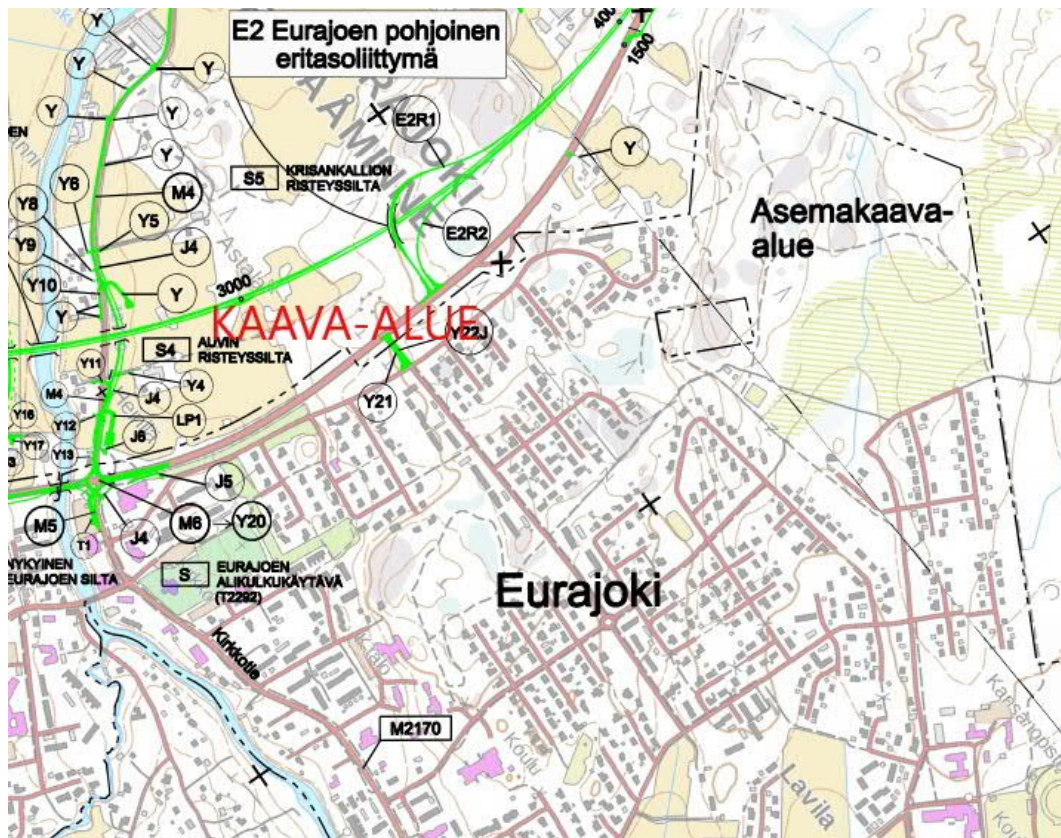 E2 Eurajoen pohjoinen
eritasoliittymä
Y
Y
Y
Y
Y
Y
Y6
M4
Y8
Y5
Y9
J4
Y10
Y
Y
E2R1
S5
KRISANKALLION
RISTEYSSILTA
E2R2
400
1500
Y
Asemakaava-
alue
3000
KAAVA-ALUE
Y22J
S4
ALIVIN
RISTEYSSILTA
Y11
Y4
M4
J4
Y21
Y16
Y12
LP1
Y17
Y13
J6
J5
M5
M6
Y20
J4
T1
NYKYINEN
EURAJOEN SILTA
S
EURAJOEN
ALIKULKUKÄYTÄVÄ
(T2292)
Eurajoki
Kirkkotie
M2170
Koulu
Lavila